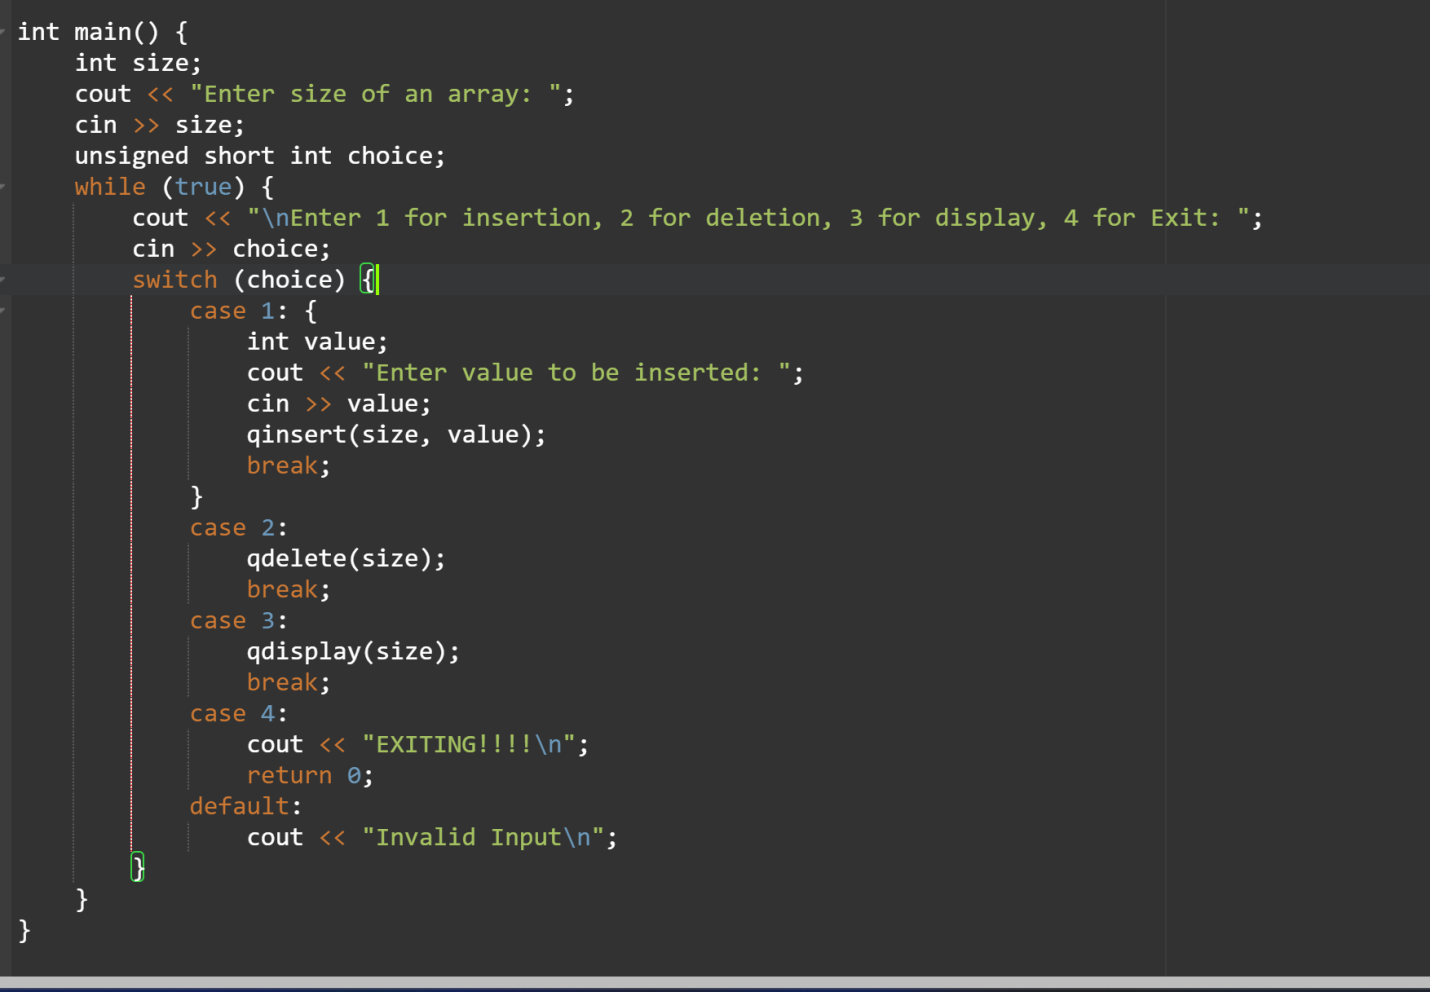 int main() {
    int size;
    cout << "Enter size of an array: ";
    cin >> size;
    unsigned short int choice;
    while (true) {
        cout << "\nEnter 1 for insertion, 2 for deletion, 3 for display, 4 for Exit: ";
        cin >> choice;
        switch (choice) {
            case 1: {
                int value;
                cout << "Enter value to be inserted: ";
                cin >> value;
                qinsert(size, value);
                break;
            }
            case 2:
                qdelete(size);
                break;
            case 3:
                qdisplay(size);
                break;
            case 4:
                cout << "EXITING!!!!\n";
                return 0;
            default:
                cout << "Invalid Input\n";
        }
    }
}